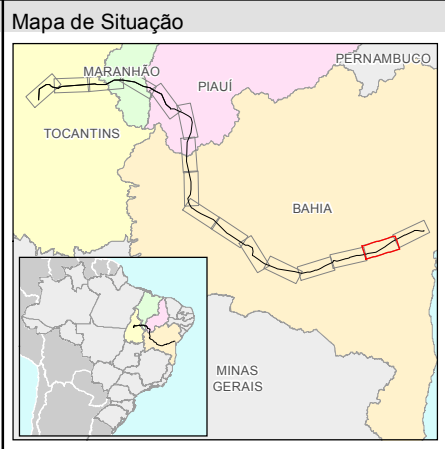 Mapa de Situação
PERNAMBUCO
MARANHÃO
PIAUÍ
TOCANTINS
BAHIA
MINAS
GERAIS